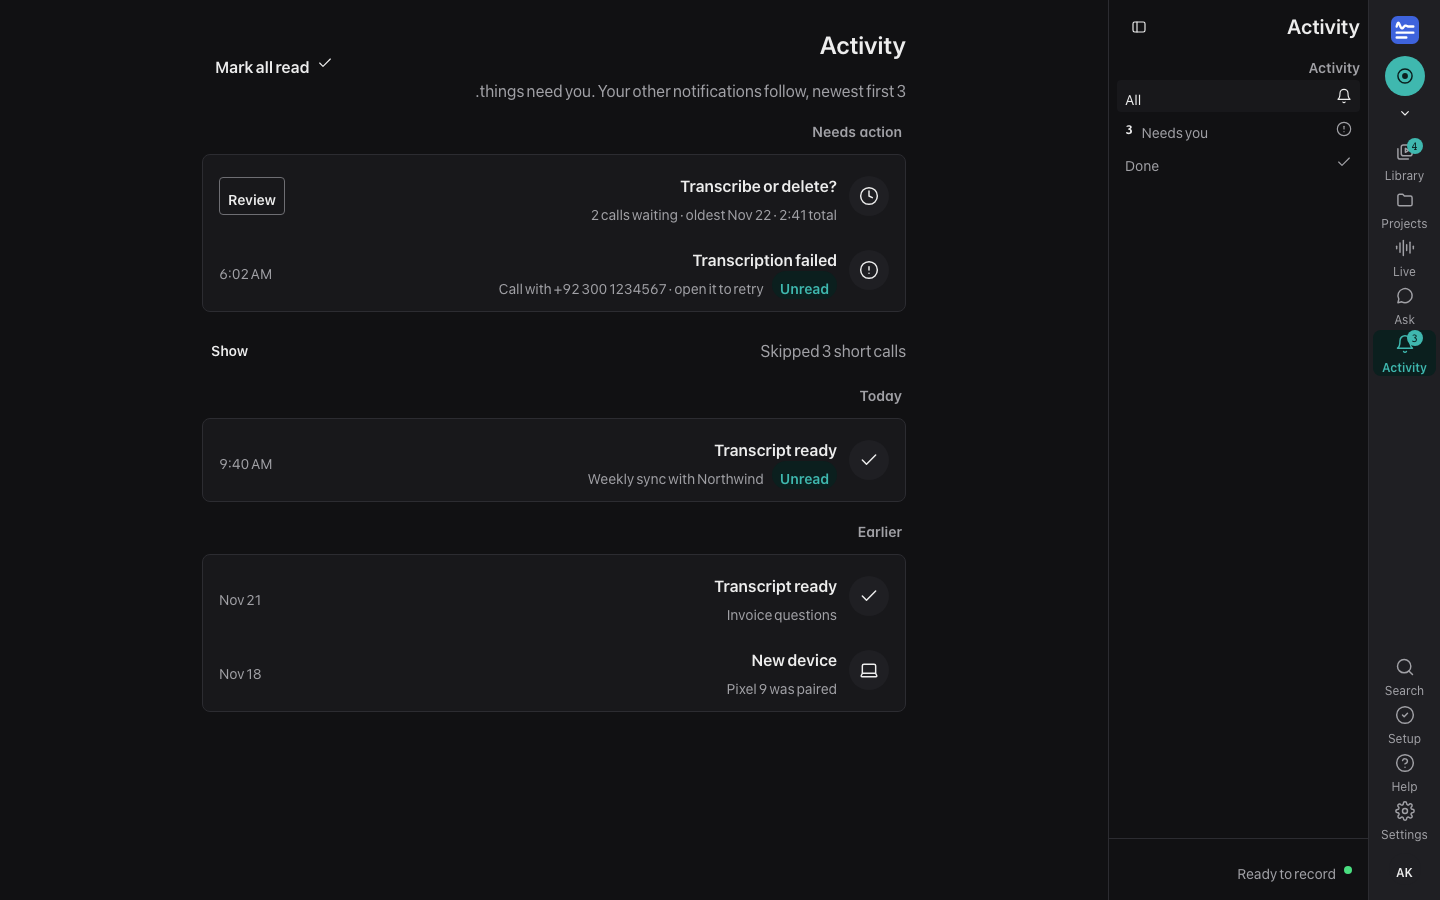 Activity
Mark all read
.things need you. Your other notifications follow, newest first 3
Needs action
Transcribe or delete?
2 calls waiting · oldest Nov 22 · 2:41 total
Review
Transcription failed
Call with +92 300 1234567 · open it to retry
Unread
6:02 AM
Skipped 3 short calls
Show
Today
Transcript ready
Weekly sync with Northwind
Unread
9:40 AM
Earlier
Transcript ready
Invoice questions
Nov 21
New device
Pixel 9 was paired
Nov 18
Activity
Activity
All
3 Needs you
Done
Ready to record
4
Library
Projects
Live
Ask
3
Activity
Search
Setup
Help
Settings
AK